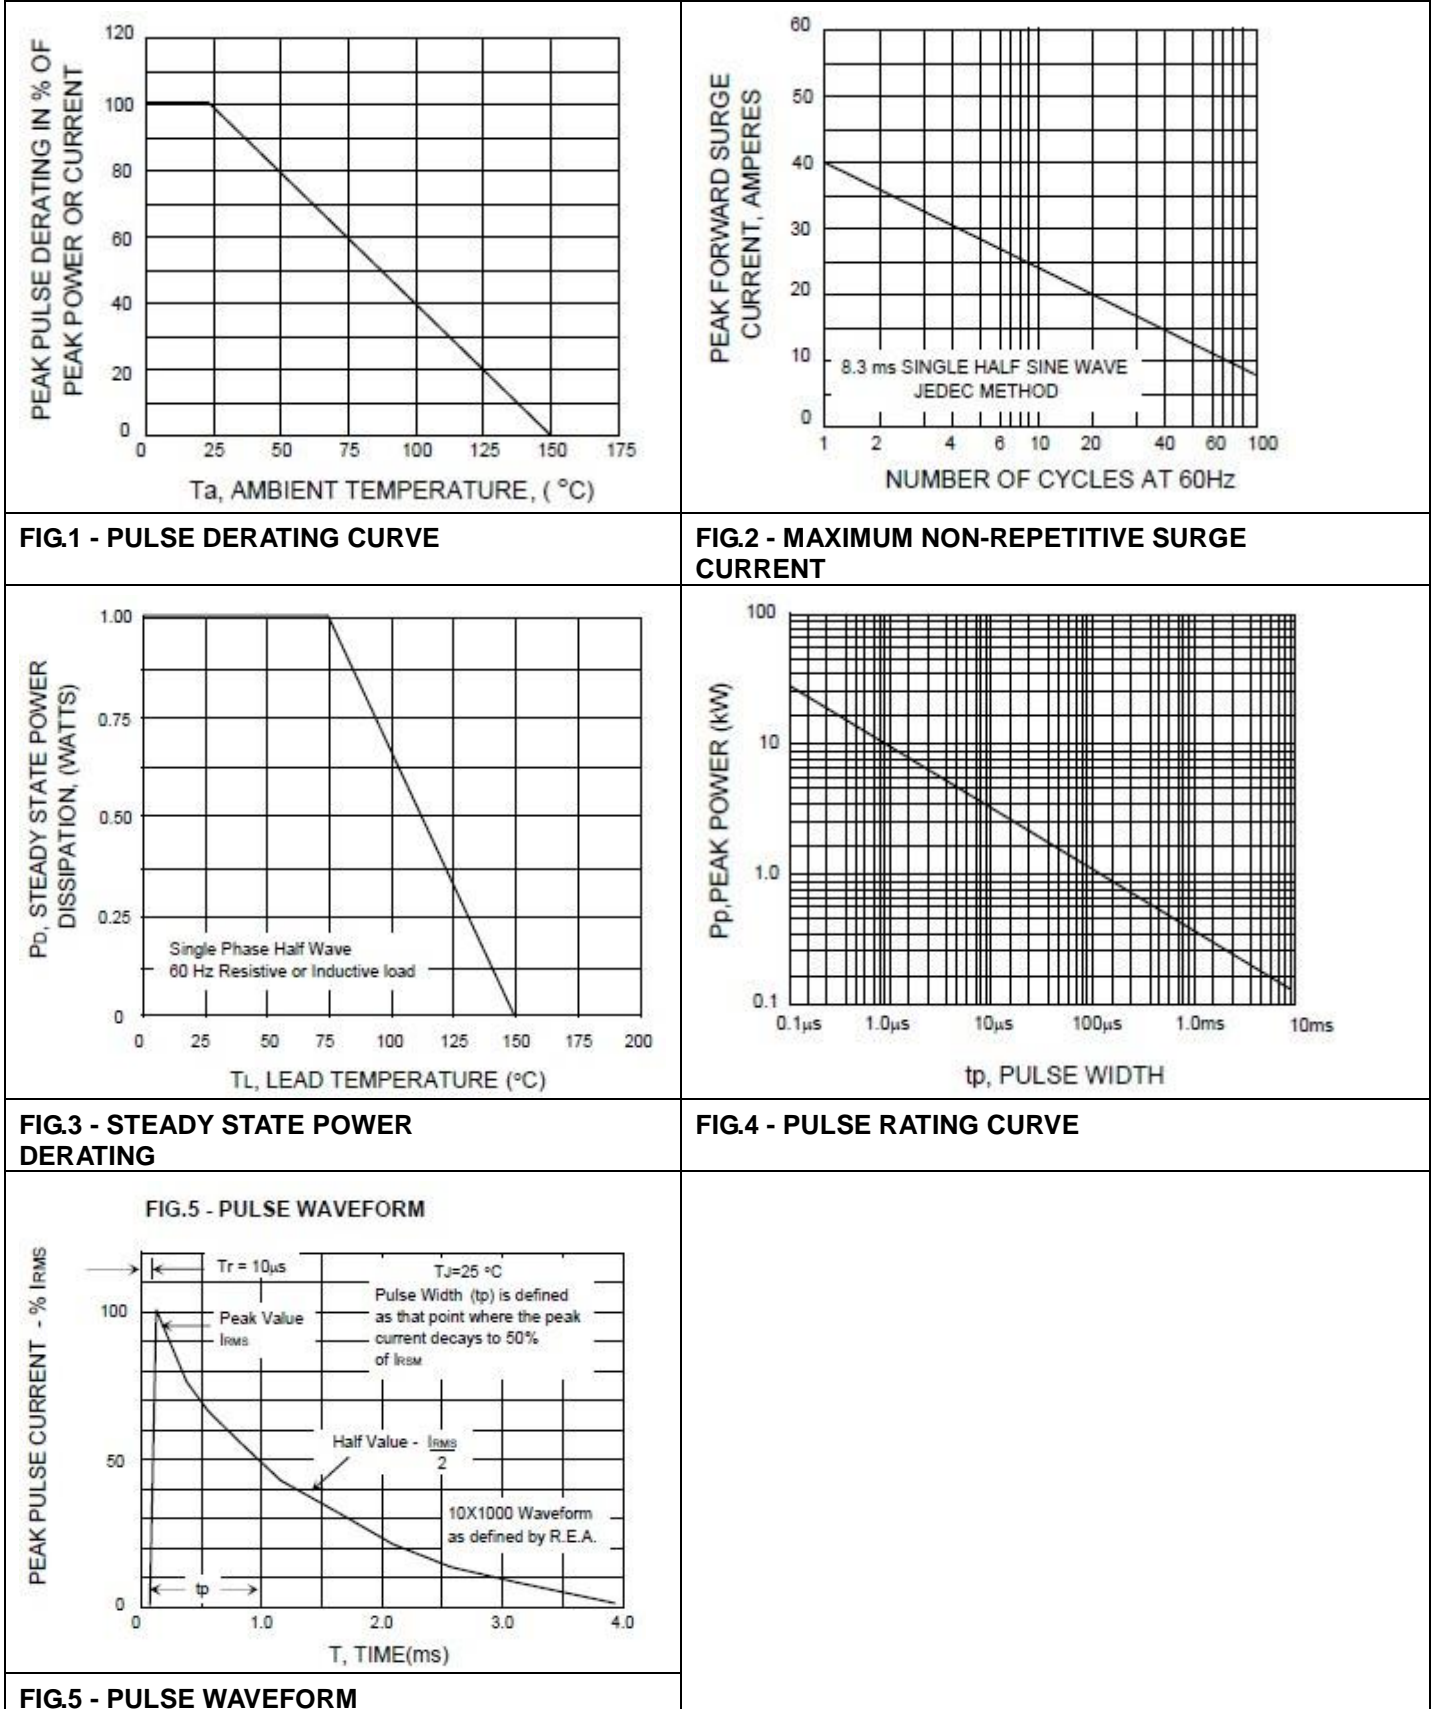 PEAK PULSE DERATING IN % OF
PEAK POWER OR CURRENT
120
100
80
60
40
20
0
0 25 50 75 100 125 150 175
Ta, AMBIENT TEMPERATURE, ( °C)
FIG.1 - PULSE DERATING CURVE
PEAK FORWARD SURGE
CURRENT, AMPERES
60
50
40
30
20
10
0
8.3 ms SINGLE HALF SINE WAVE
JEDEC METHOD
1 2 4 6 10 20 40 60 100
NUMBER OF CYCLES AT 60Hz
FIG.2 - MAXIMUM NON-REPETITIVE SURGE
CURRENT
PD, STEADY STATE POWER
DISSIPATION, (WATTS)
1.00
0.75
0.50
0.25
0
Single Phase Half Wave
60 Hz Resistive or Inductive load
0 25 50 75 100 125 150 175 200
TL, LEAD TEMPERATURE (°C)
FIG.3 - STEADY STATE POWER
DERATING
Pp,PEAK POWER (kW)
100
10
1.0
0.1
0.1μs 1.0μs 10μs 100μs 1.0ms 10ms
tp, PULSE WIDTH
FIG.4 - PULSE RATING CURVE
FIG.5 - PULSE WAVEFORM
PEAK PULSE CURRENT - % IRMS
100
50
0
Tr = 10μs
Peak Value
IRMS
TJ=25 °C
Pulse Width (tp) is defined
as that point where the peak
current decays to 50%
of IRSM
Half Value - IRMS
2
10X1000 Waveform
as defined by R.E.A.
tp
0 1.0 2.0 3.0 4.0
T, TIME(ms)
FIG.5 - PULSE WAVEFORM